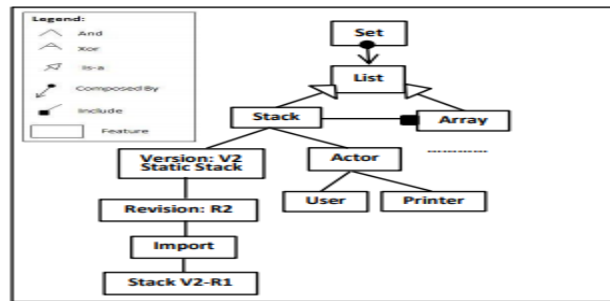 Legend:
And
Xor
Is-a
Composed By
Include
Feature
Set
List
Stack
Array
Version: V2
Static Stack
Actor
Revision: R2
User
Printer
Import
Stack V2-R1